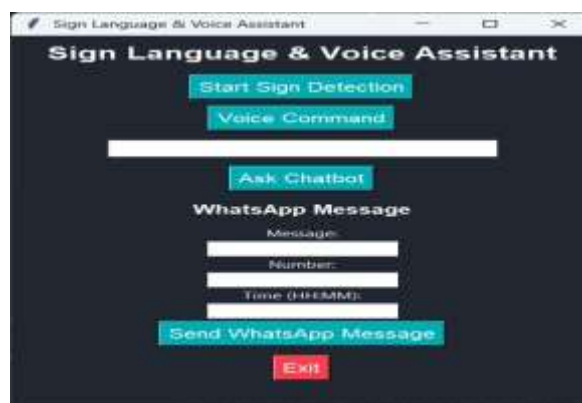 Sign Language & Voice Assistant
Sign Language & Voice Assistant
Start Sign Detection
Voice Command
Ask Chatbot
WhatsApp Message
Message:
Number:
Time (HH:MM):
Send WhatsApp Message
Exit